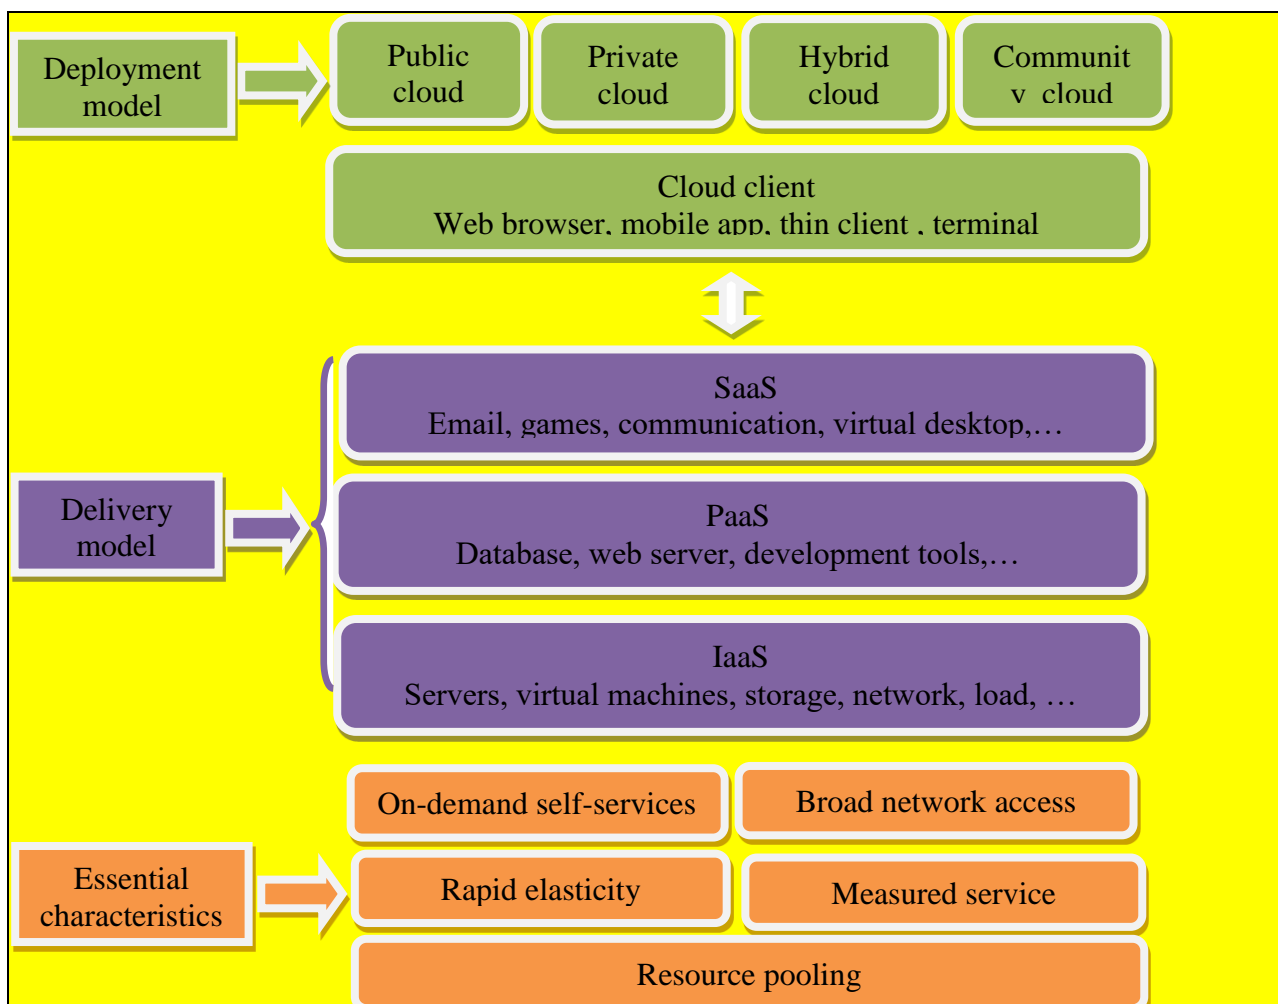 Deployment
model
Public
cloud
Private
cloud
Hybrid
cloud
Communit
y cloud
Cloud client
Web browser, mobile app, thin client , terminal
SaaS
Email, games, communication, virtual desktop,…
Delivery
model
PaaS
Database, web server, development tools,…
IaaS
Servers, virtual machines, storage, network, load, …
On-demand self-services
Broad network access
Essential
characteristics
Rapid elasticity
Measured service
Resource pooling